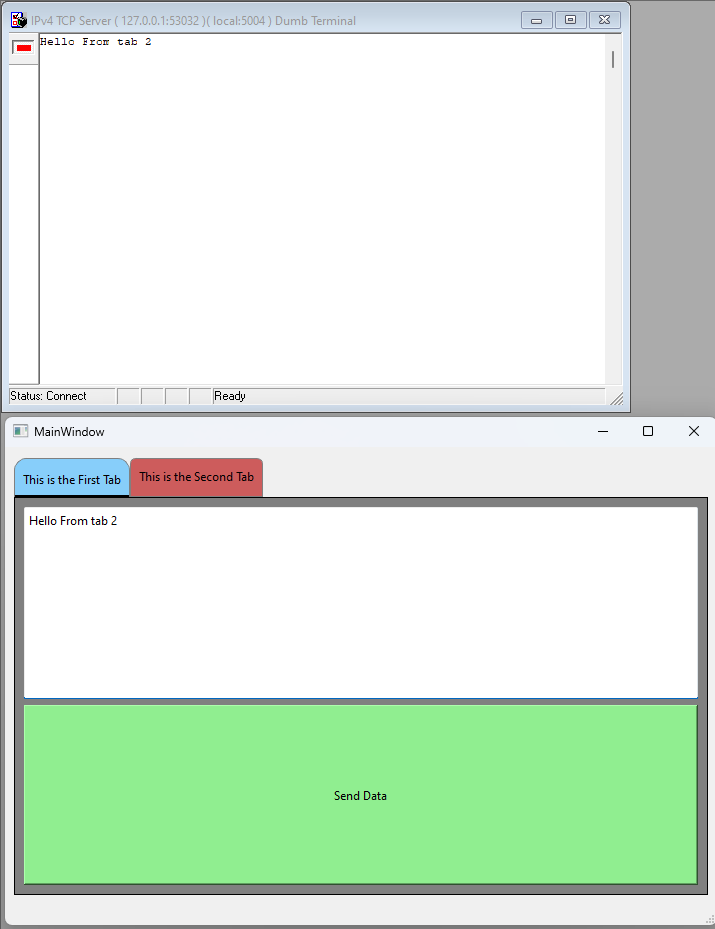 IPv4 TCP Server ( 127.0.0.1:53032 )( local:5004 ) Dumb Terminal
Hello From tab 2
Status: Connect
Ready
MainWindow
This is the First Tab
This is the Second Tab
Hello From tab 2
Send Data